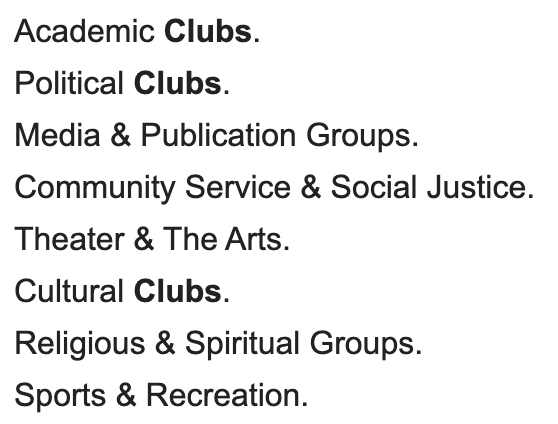 Academic Clubs.
Political Clubs.
Media & Publication Groups.
Community Service & Social Justice.
Theater & The Arts.
Cultural Clubs.
Religious & Spiritual Groups.
Sports & Recreation.